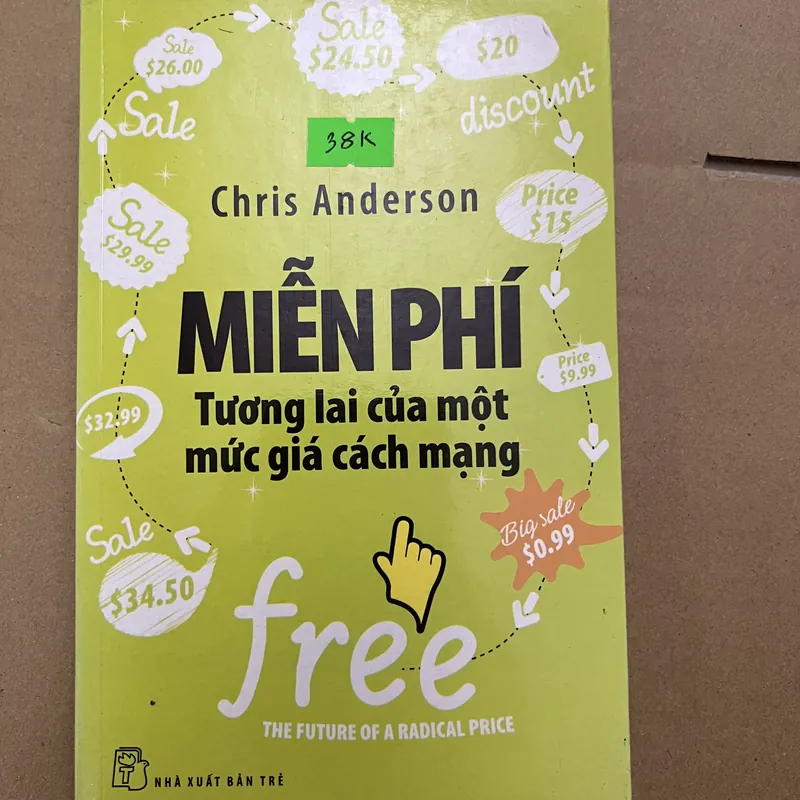 Sale
$26.00
Sale
$24.50
$20
discount
Sale
38K
Chris Anderson
Price
$15
Sale
$29.99
MIỄN PHÍ
Price
$9.99
Tương lai của một
mức giá cách mạng
$32.99
Big sale
$0.99
Sale
$34.50
free
THE FUTURE OF A RADICAL PRICE
T
NHÀ XUẤT BẢN TRẺ